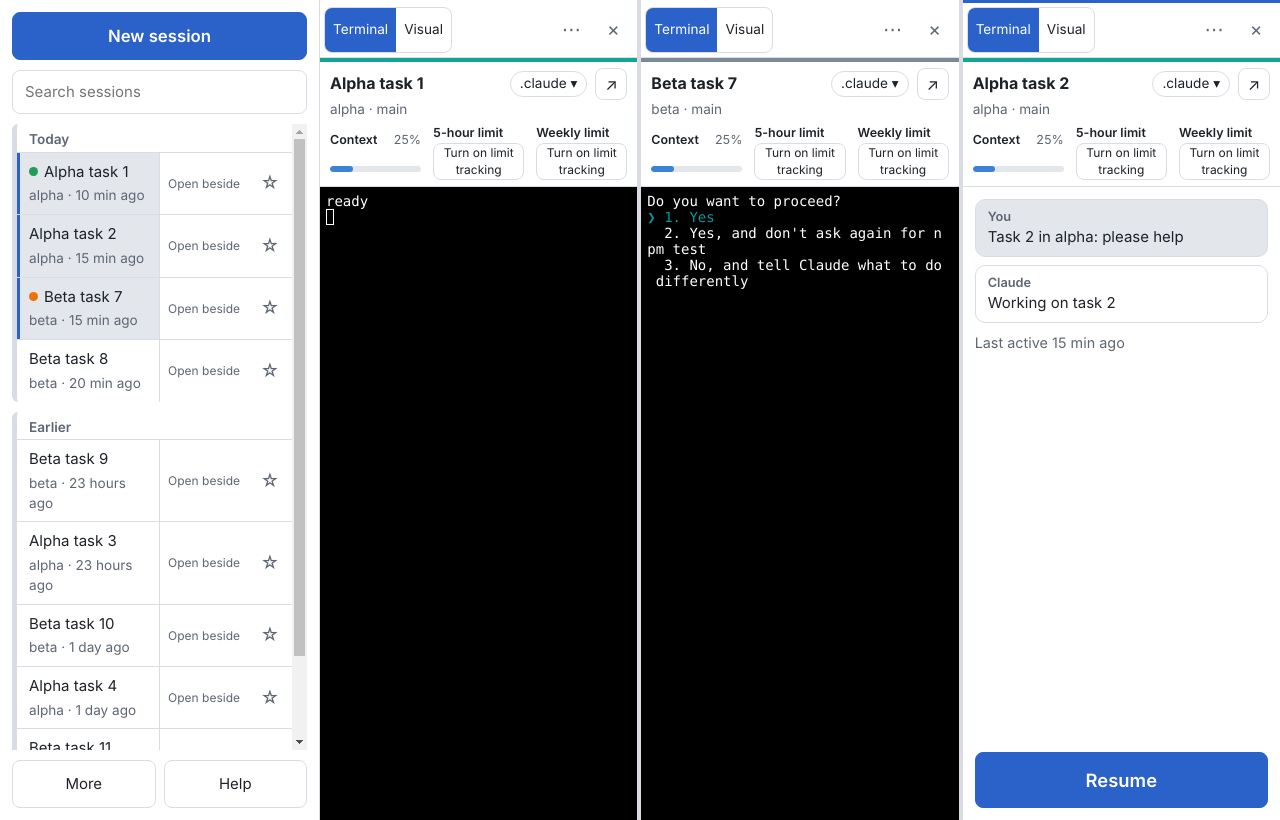 New session
Search sessions
Today
Alpha task 1
alpha · 10 min ago
Open beside
Alpha task 2
alpha · 15 min ago
Open beside
Beta task 7
beta · 15 min ago
Open beside
Beta task 8
beta · 20 min ago
Open beside
Earlier
Beta task 9
beta · 23 hours
ago
Open beside
Alpha task 3
alpha · 23 hours
ago
Open beside
Beta task 10
beta · 1 day ago
Open beside
Alpha task 4
alpha · 1 day ago
Open beside
Beta task 11
More
Help
Terminal Visual
Alpha task 1
.claude ▾
alpha · main
Context 25%
5-hour limit
Turn on limit
tracking
Weekly limit
Turn on limit
tracking
ready
Terminal Visual
Beta task 7
.claude ▾
beta · main
Context 25%
5-hour limit
Turn on limit
tracking
Weekly limit
Turn on limit
tracking
Do you want to proceed?
❯ 1. Yes
2. Yes, and don't ask again for n
pm test
3. No, and tell Claude what to do
differently
Terminal Visual
Alpha task 2
.claude ▾
alpha · main
Context 25%
5-hour limit
Turn on limit
tracking
Weekly limit
Turn on limit
tracking
You
Task 2 in alpha: please help
Claude
Working on task 2
Last active 15 min ago
Resume